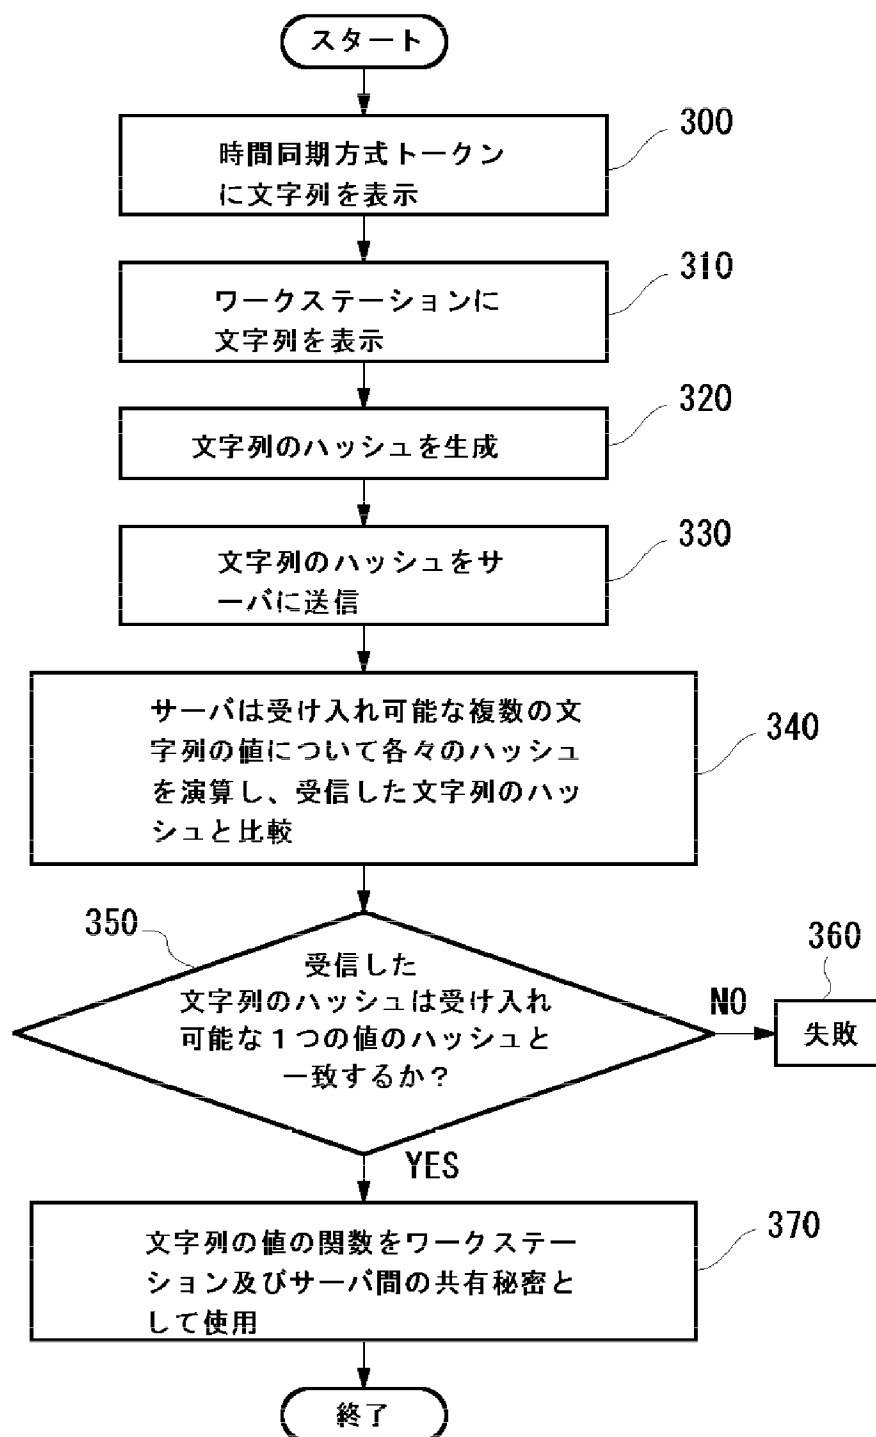 スタート
300
時間同期方式トークン
に文字列を表示
310
ワークステーションに
文字列を表示
320
文字列のハッシュを生成
330
文字列のハッシュをサ
ーバに送信
340
サーバは受け入れ可能な複数の文
字列の値について各々のハッシュ
を演算し、受信した文字列のハッ
シュと比較
350
受信した
文字列のハッシュは受け入れ
可能な1つの値のハッシュと
一致するか?
NO
360
失敗
YES
370
文字列の値の関数をワークステー
ション及びサーバ間の共有秘密と
して使用
終了